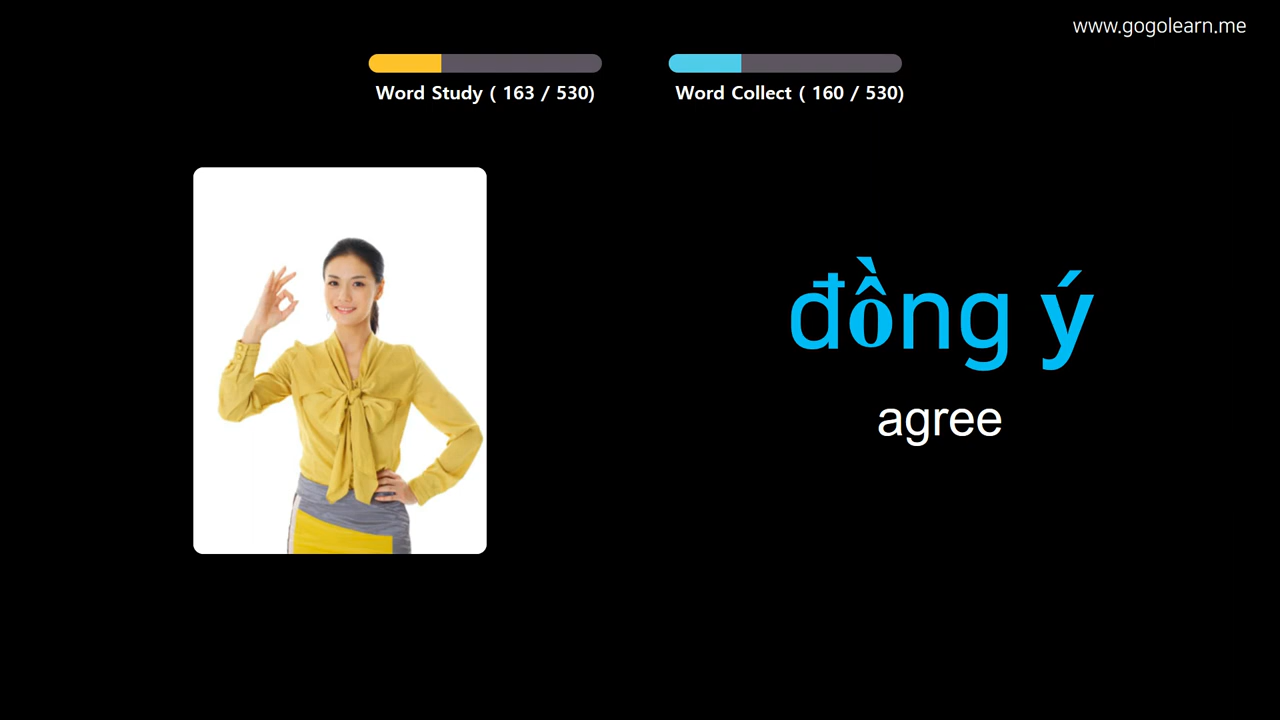 www.gogolearn.me
Word Study ( 163 / 530)
Word Collect ( 160 / 530)
đồng ý
agree